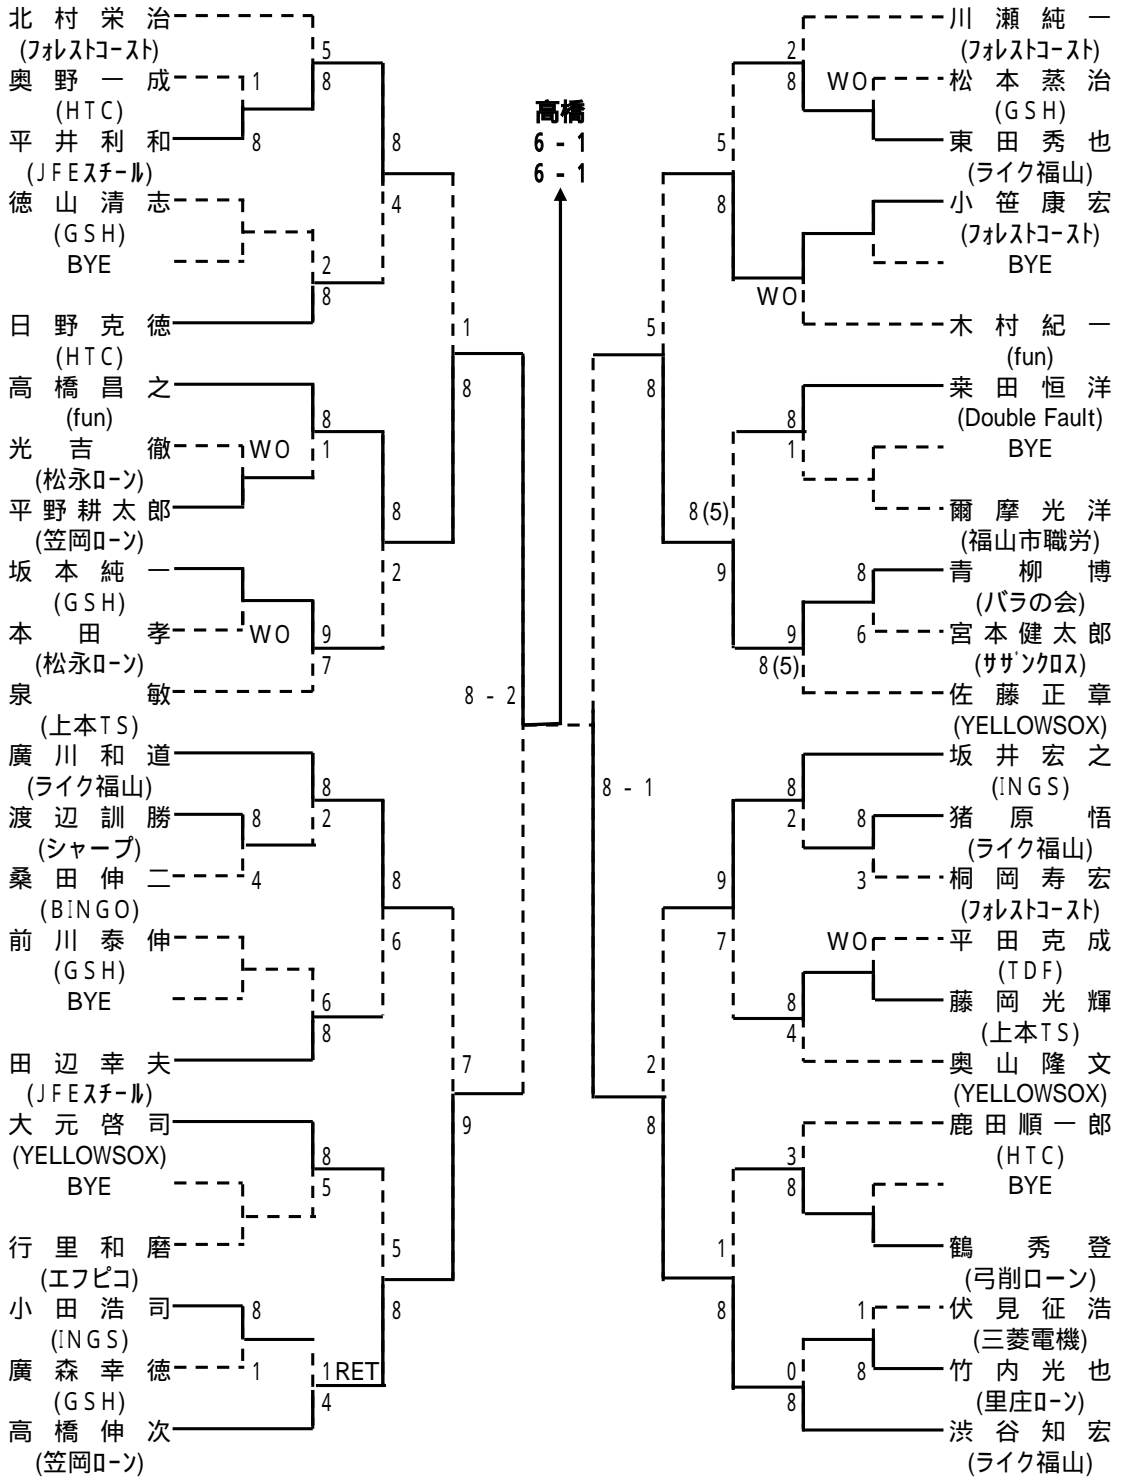 北村栄治
(フォレストコースト)
5
奥野一成
1
8
(HTC)
平井利和
8
8
(JFEスチール)
徳山清志
4
(GSH)
BYE
2
8
日野克徳
1
(HTC)
高橋昌之
8
(fun)
8
光吉徹
WO
1
(松永ローン)
平野耕太郎
8
(笠岡ローン)
坂本純一
2
(GSH)
本田孝
WO
9
(松永ローン)
7
泉敏
8 - 2
(上本TS)
廣川和道
(ライク福山)
8
渡辺訓勝
8
2
(シャープ)
桑田伸二
4
8
(BINGO)
前川泰伸
6
(GSH)
BYE
6
8
田辺幸夫
7
(JFEスチール)
大元啓司
9
(YELLOWSOX)
8
BYE
5
行里和磨
5
(エフピコ)
小田浩司
8
8
(INGS)
廣森幸徳
1
1RET
(GSH)
4
高橋伸次
(笠岡ローン)
高橋
6 - 1
6 - 1
川瀬純一
2
(フォレストコースト)
8
WO
松本蒸治
(GSH)
5
東田秀也
(ライク福山)
8
小笹康宏
(フォレストコースト)
BYE
WO
5
木村紀一
(fun)
8
桒田恒洋
8
(Double Fault)
1
BYE
8(5)
爾摩光洋
(福山市職労)
9
8
青柳博
(バラの会)
9
6
宮本健太郎
8(5)
(サザンクロス)
佐藤正章
(YELLOWSOX)
坂井宏之
8 - 1
8
(INGS)
2
8
猪原悟
(ライク福山)
9
3
桐岡寿宏
(フォレストコースト)
7
WO
平田克成
(TDF)
8
藤岡光輝
4
(上本TS)
2
奥山隆文
(YELLOWSOX)
8
鹿田順一郎
3
(HTC)
8
BYE
1
鶴秀登
(弓削ローン)
8
1
伏見征浩
(三菱電機)
0
8
竹内光也
8
(里庄ローン)
渋谷知宏
(ライク福山)